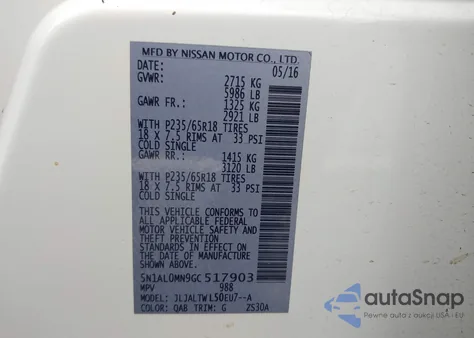 MFD BY NISSAN MOTOR CO., LTD.
DATE: 05/16
GVWR: 2715 KG
5986 LB
GAWR FR.: 1325 KG
2921 LB
WITH P235/65R18 TIRES
18 X 7.5 RIMS AT 33 PSI
COLD SINGLE
GAWR RR.: 1415 KG
3120 LB
WITH P235/65R18 TIRES
18 X 7.5 RIMS AT 33 PSI
COLD SINGLE
THIS VEHICLE CONFORMS TO
ALL APPLICABLE FEDERAL
MOTOR VEHICLE SAFETY
AND THEFT PREVENTION
STANDARDS IN EFFECT ON
THE DATE OF MANUFACTURE
SHOWN ABOVE.
5N1AL0MN9GC517903
MPV 988
MODEL: JLJALTWL50EU7--A
COLOR: QAB TRIM: G ZS30A
autoSnap
Pewne Auta z USA i EU